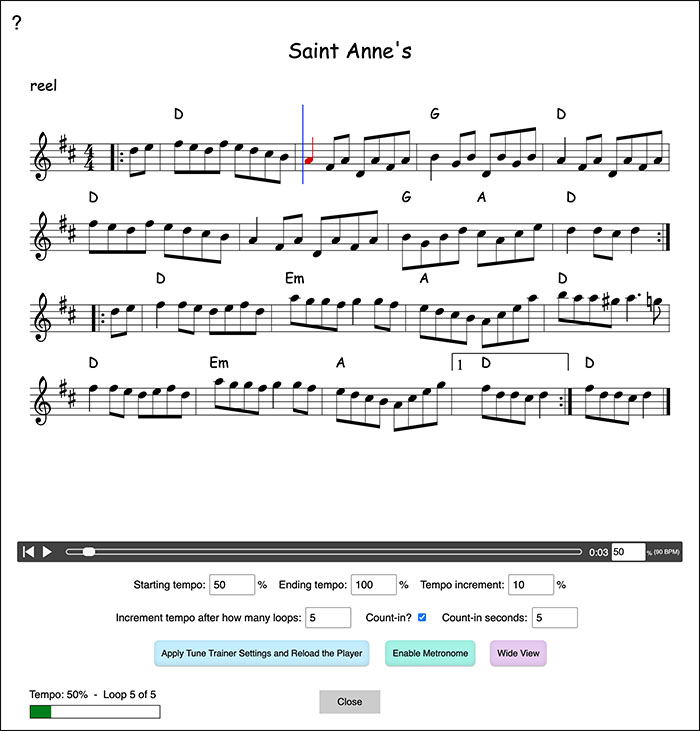 ?
Saint Anne's
reel
D G D
4
4
D G A D
D Em A D
D Em A 1 D D
0:03 50 % (90 BPM)
Starting tempo: 50 % Ending tempo: 100 % Tempo increment: 10 %
Increment tempo after how many loops: 5 Count-in? Count-in seconds: 5
Apply Tune Trainer Settings and Reload the Player Enable Metronome Wide View
Tempo: 50% - Loop 5 of 5
Close